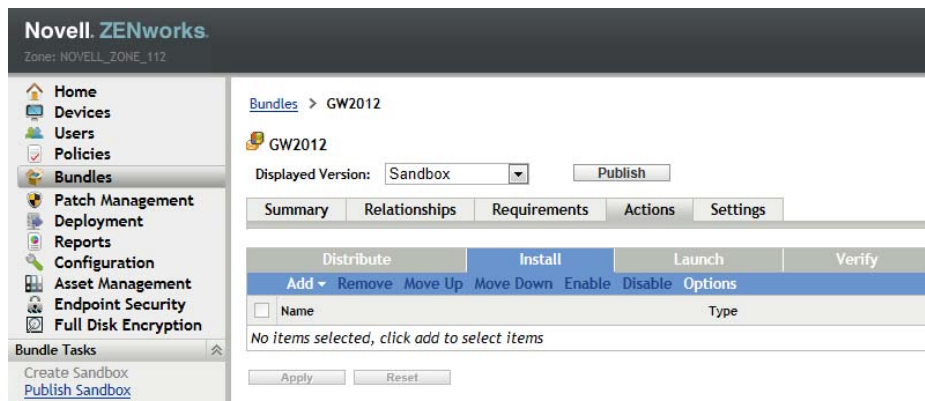 Novell. ZENworks.
Zone: NOVELL_ZONE_112
Home
Devices
Users
Policies
Bundles
Patch Management
Deployment
Reports
Configuration
Asset Management
Endpoint Security
Full Disk Encryption
Bundle Tasks
Create Sandbox
Publish Sandbox
Bundles > GW2012
GW2012
Displayed Version: Sandbox Publish
Summary Relationships Requirements Actions Settings
Distribute Install Launch Verify
Add Remove Move Up Move Down Enable Disable Options
Name Type
No items selected, click add to select items
Apply Reset